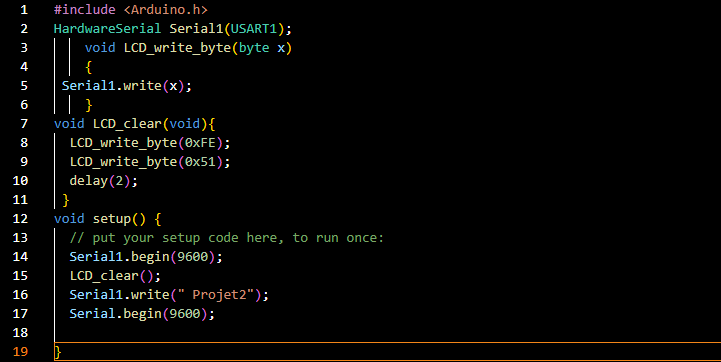 1 #include <Arduino.h>
2 HardwareSerial Serial1(USART1);
3     void LCD_write_byte(byte x)
4     {
5  Serial1.write(x);
6     }
7 void LCD_clear(void){
8   LCD_write_byte(0xFE);
9   LCD_write_byte(0x51);
10   delay(2);
11  }
12 void setup() {
13   // put your setup code here, to run once:
14   Serial1.begin(9600);
15   LCD_clear();
16   Serial1.write(" Projet2");
17   Serial.begin(9600);
18
19 }